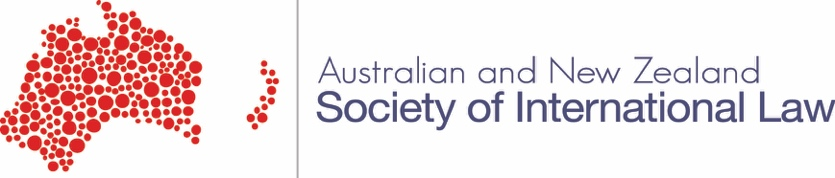 Australian and New Zealand
Society of International Law